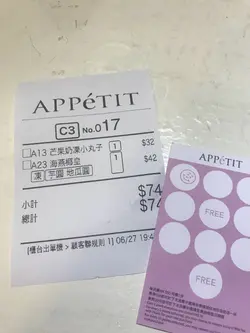 APPéTIT
C3 No.017
A13 芒果奶凍小丸子 1 $32
A23 海燕椰皇 1 $42
凍 芋圓 地瓜圓
小計 $74
總計 $74
[櫃台出單機 > 顧客聯規則 1] 06/27 19:4
APPéTIT
FREE
FREE